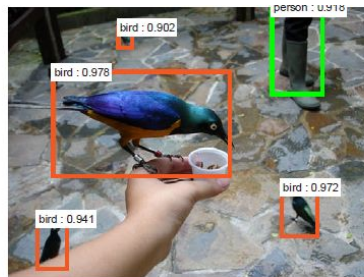 person : 0.918
bird : 0.902
bird : 0.978
bird : 0.972
bird : 0.941